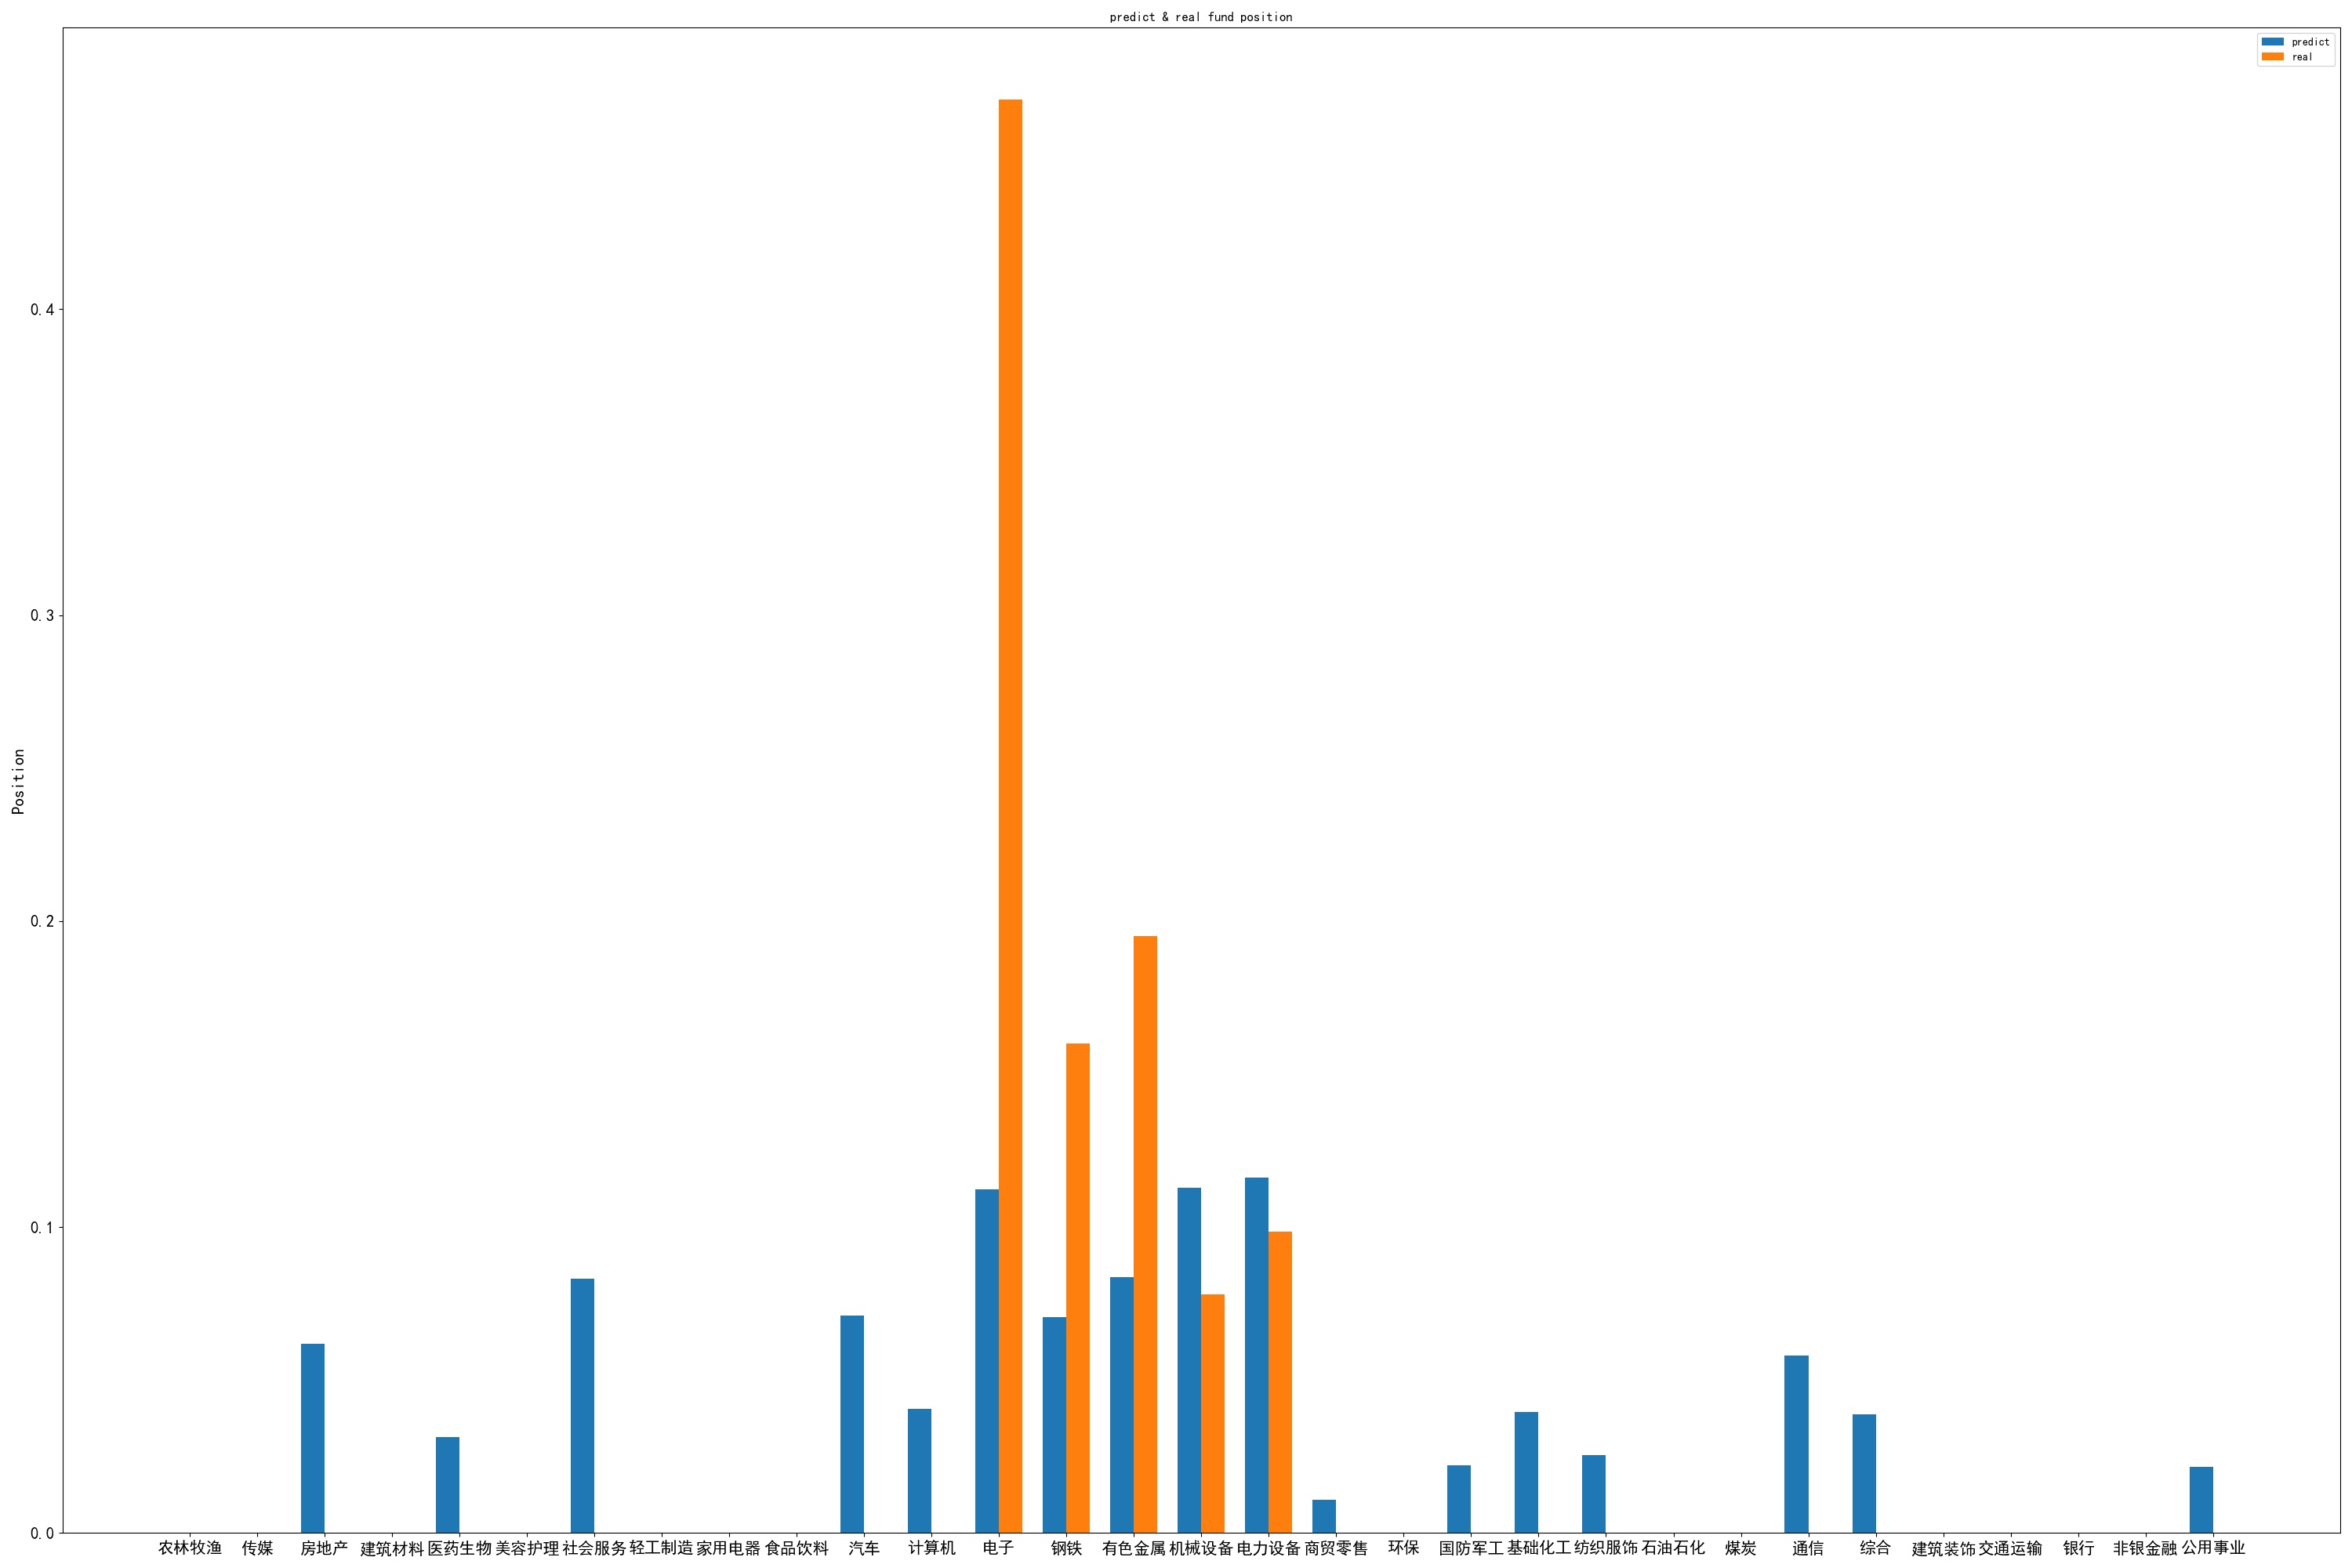 predict & real fund position
predict
real
0.4
0.3
0.2
0.1
0.0
Position
农林牧渔 传媒 房地产 建筑材料 医药生物 美容护理 社会服务 轻工制造 家用电器 食品饮料 汽车 计算机 电子 钢铁 有色金属 机械设备 电力设备 商贸零售 环保 国防军工 基础化工 纺织服饰 石油石化 煤炭 通信 综合 建筑装饰 交通运输 银行 非银金融 公用事业